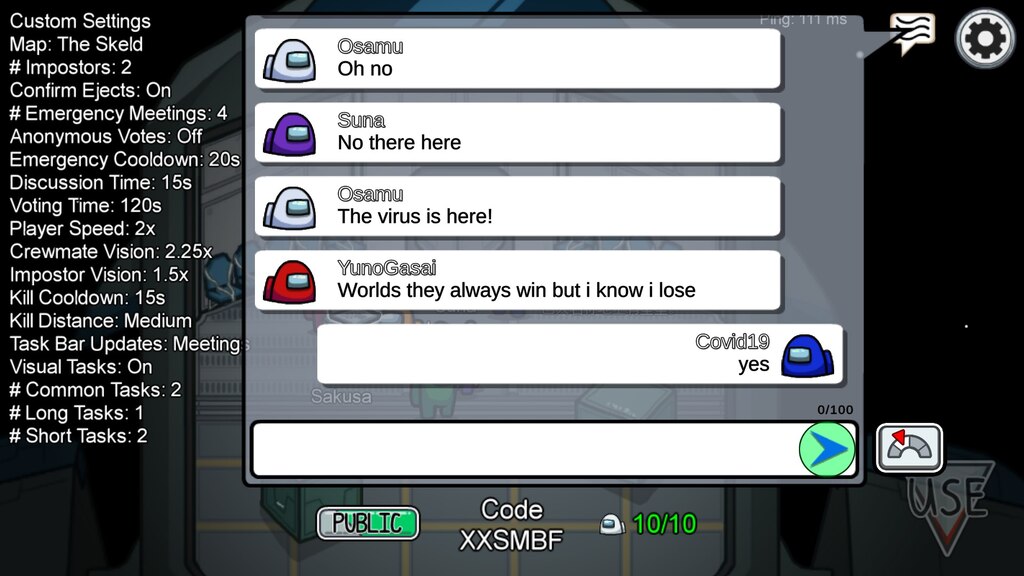 Custom Settings
Map: The Skeld
# Impostors: 2
Confirm Ejects: On
# Emergency Meetings: 4
Anonymous Votes: Off
Emergency Cooldown: 20s
Discussion Time: 15s
Voting Time: 120s
Player Speed: 2x
Crewmate Vision: 2.25x
Impostor Vision: 1.5x
Kill Cooldown: 15s
Kill Distance: Medium
Task Bar Updates: Meetings
Visual Tasks: On
# Common Tasks: 2
# Long Tasks: 1
# Short Tasks: 2
Ping: 111 ms
Osamu
Oh no
Suna
No there here
Osamu
The virus is here!
YunoGasai
Worlds they always win but i know i lose
Covid19
yes
Sakusa
0/100
USE
PUBLIC
Code
XXSMBF
10/10